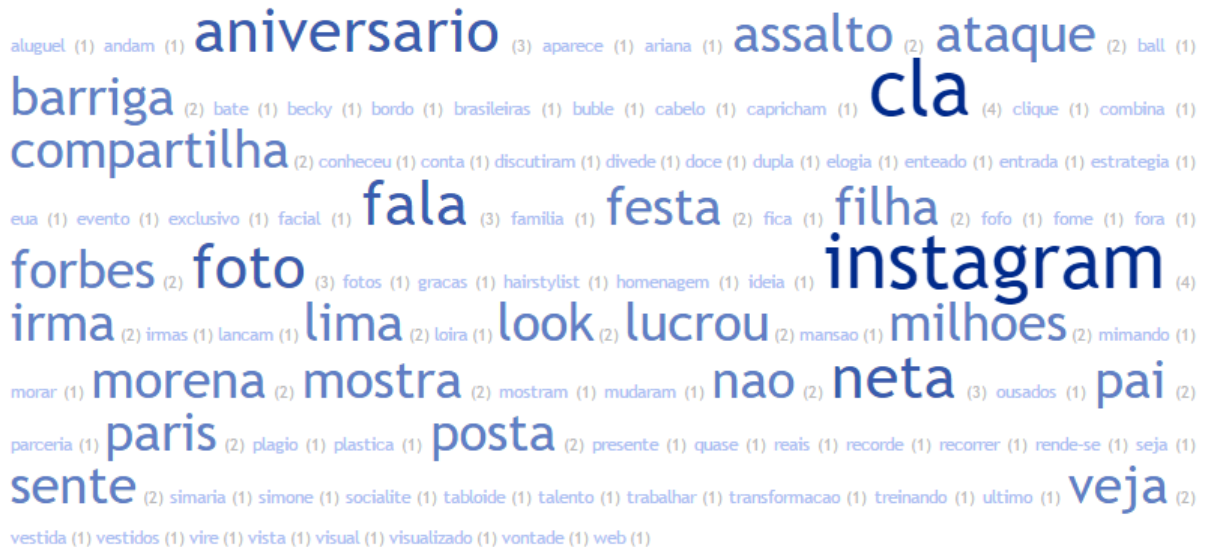 aluguel (1) andam (1) aniversario (3) aparece (1) ariana (1) assalto (2) ataque (2) ball (1)
barriga (2) bate (1) becky (1) bordo (1) brasileiras (1) buble (1) cabelo (1) capricham (1) cla (4) clique (1) combina (1)
compartilha (2) conheceu (1) conta (1) discutiram (1) divede (1) doce (1) dupla (1) elogia (1) enteado (1) entrada (1) estrategia (1)
eua (1) evento (1) exclusivo (1) facial (1) fala (3) familia (1) festa (2) fica (1) filha (2) fofo (1) fome (1) fora (1)
forbes (2) foto (3) fotos (1) gracas (1) hairstylist (1) homenagem (1) ideia (1) instagram (4)
irma (2) irmas (1) lancam (1) lima (2) loira (1) look (2) lucrou (2) mansao (1) milhoes (2) mimando (1)
morar (1) morena (2) mostra (2) mostram (1) mudaram (1) nao (2) neta (3) ousados (1) pai (2)
parceria (1) paris (2) plagio (1) plastica (1) posta (2) presente (1) quase (1) reais (1) recorde (1) recorrer (1) rende-se (1) seja (1)
sente (2) simaria (1) simone (1) socialite (1) tabloide (1) talento (1) trabalhar (1) transformacao (1) treinando (1) ultimo (1) veja (2)
vestida (1) vestidos (1) vire (1) vista (1) visual (1) visualizado (1) vontade (1) web (1)